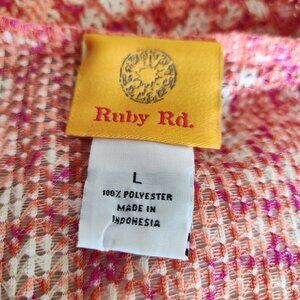 Ruby Rd.
L
100% POLYESTER
MADE IN
INDONESIA